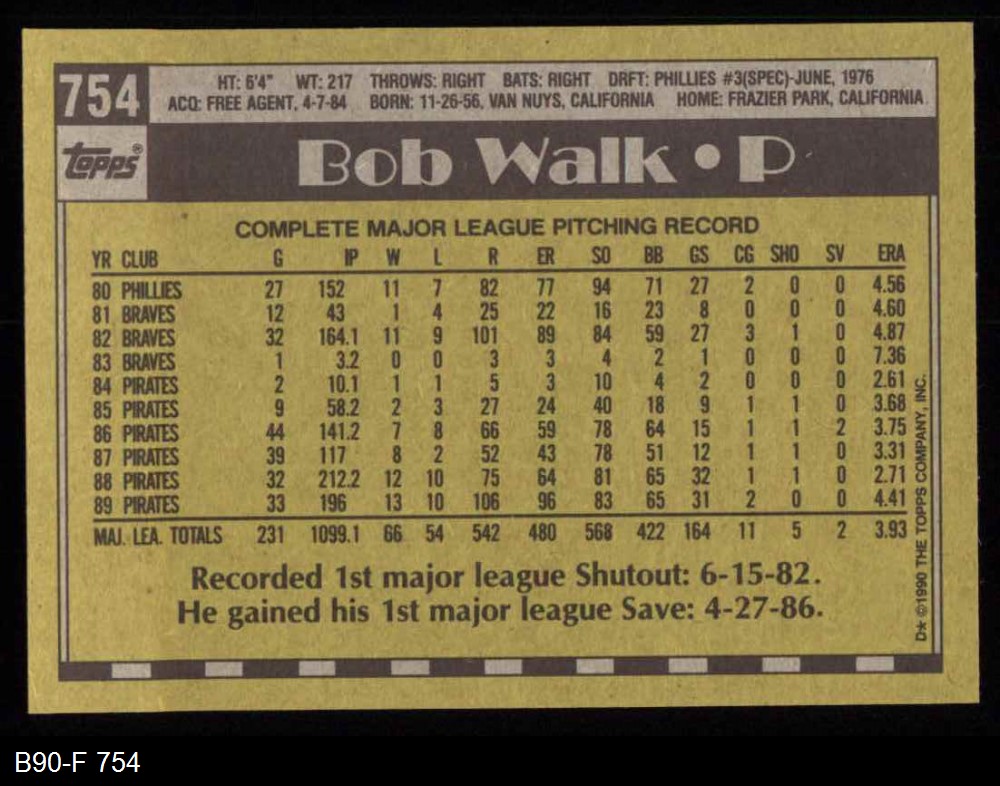 754
HT: 6'4" WT: 217 THROWS: RIGHT BATS: RIGHT DRFT: PHILLIES #3(SPEC)-JUNE, 1976
ACQ: FREE AGENT, 4-7-84 BORN: 11-26-56, VAN NUYS, CALIFORNIA HOME: FRAZIER PARK, CALIFORNIA
topps®
Bob Walk • P
COMPLETE MAJOR LEAGUE PITCHING RECORD
YR CLUB G IP W L R ER SO BB GS CG SHO SV ERA
80 PHILLIES 27 152 11 7 82 77 94 71 27 2 0 0 4.56
81 BRAVES 12 43 1 4 25 22 16 23 8 0 0 0 4.60
82 BRAVES 32 164.1 11 9 101 89 84 59 27 3 1 0 4.87
83 BRAVES 1 3.2 0 0 3 3 4 2 1 0 0 0 7.36
84 PIRATES 2 10.1 1 1 5 3 10 4 2 0 0 0 2.61
85 PIRATES 9 58.2 2 3 27 24 40 18 9 1 1 0 3.68
86 PIRATES 44 141.2 7 8 66 59 78 64 15 1 1 2 3.75
87 PIRATES 39 117 8 2 52 43 78 51 12 1 1 0 3.31
88 PIRATES 32 212.2 12 10 75 64 81 65 32 1 1 0 2.71
89 PIRATES 33 196 13 10 106 96 83 65 31 2 0 0 4.41
MAJ. LEA. TOTALS 231 1099.1 66 54 542 480 568 422 164 11 5 2 3.93
Recorded 1st major league Shutout: 6-15-82.
He gained his 1st major league Save: 4-27-86.
D* ©1990 THE TOPPS COMPANY, INC.
B90-F 754